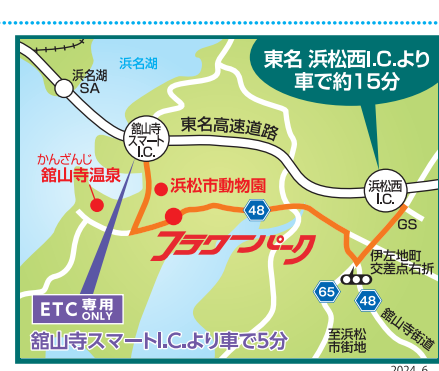 東名 浜松西I.C.より
車で約15分
浜名湖
SA
浜名湖
舘山寺
スマート
I.C.
東名高速道路
かんざんじ
舘山寺温泉
浜松市動物園
浜松西
I.C.
48
フラワーパーク
GS
伊左地町
交差点右折
65
48
ETC専用
ONLY
舘山寺街道
至浜松
市街地
舘山寺スマートI.C.より車で5分
2024. 6